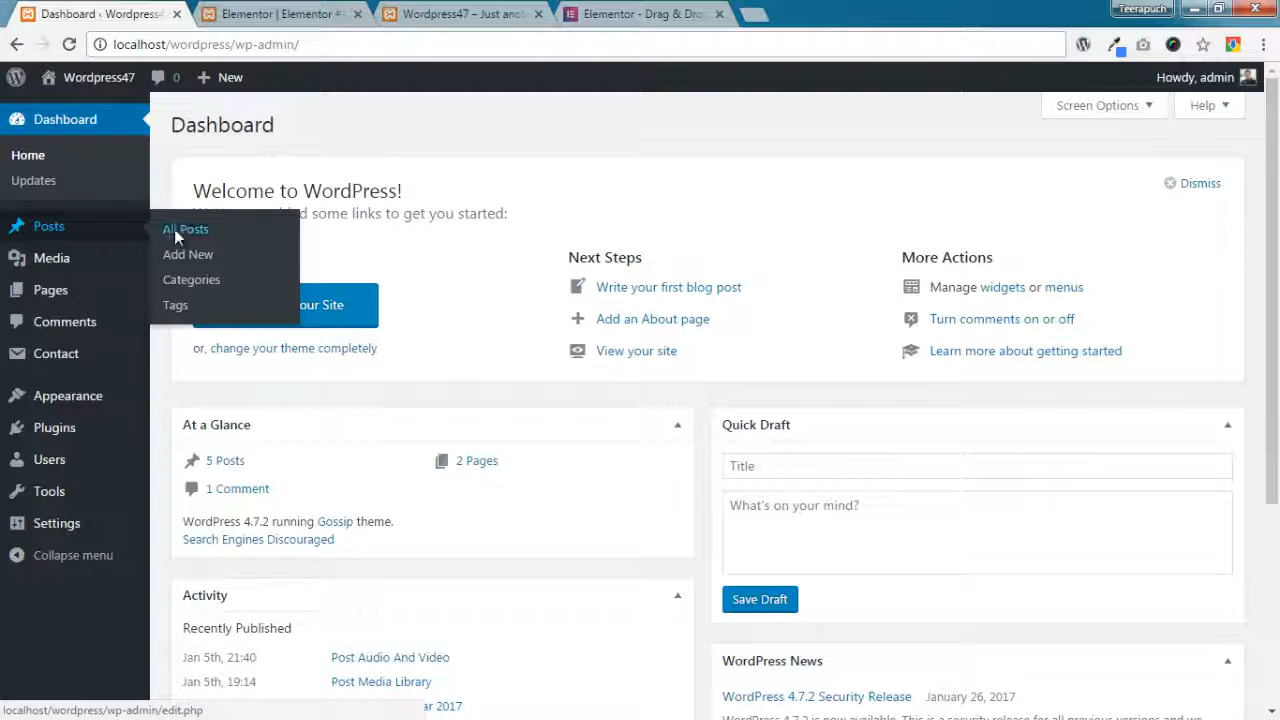 Dashboard ‹ Wordpress4
Elementor | Elementor #
Wordpress47 – Just anot
Elementor - Drag & Dro
Teerapuch
localhost/wordpress/wp-admin/
Wordpress47
0
New
Howdy, admin
Dashboard
Home
Updates
Posts
Media
Pages
Comments
Contact
Appearance
Plugins
Users
Tools
Settings
Collapse menu
All Posts
Add New
Categories
Tags
Dashboard
Screen Options
Help
Welcome to WordPress!
Dismiss
d some links to get you started:
our Site
or, change your theme completely
Next Steps
Write your first blog post
Add an About page
View your site
More Actions
Manage widgets or menus
Turn comments on or off
Learn more about getting started
At a Glance
5 Posts
2 Pages
1 Comment
WordPress 4.7.2 running Gossip theme.
Search Engines Discouraged
Activity
Recently Published
Jan 5th, 21:40
Post Audio And Video
Jan 5th, 19:14
Post Media Library
ar 2017
Quick Draft
Title
What's on your mind?
Save Draft
WordPress News
WordPress 4.7.2 Security Release
January 26, 2017
localhost/wordpress/wp-admin/edit.php